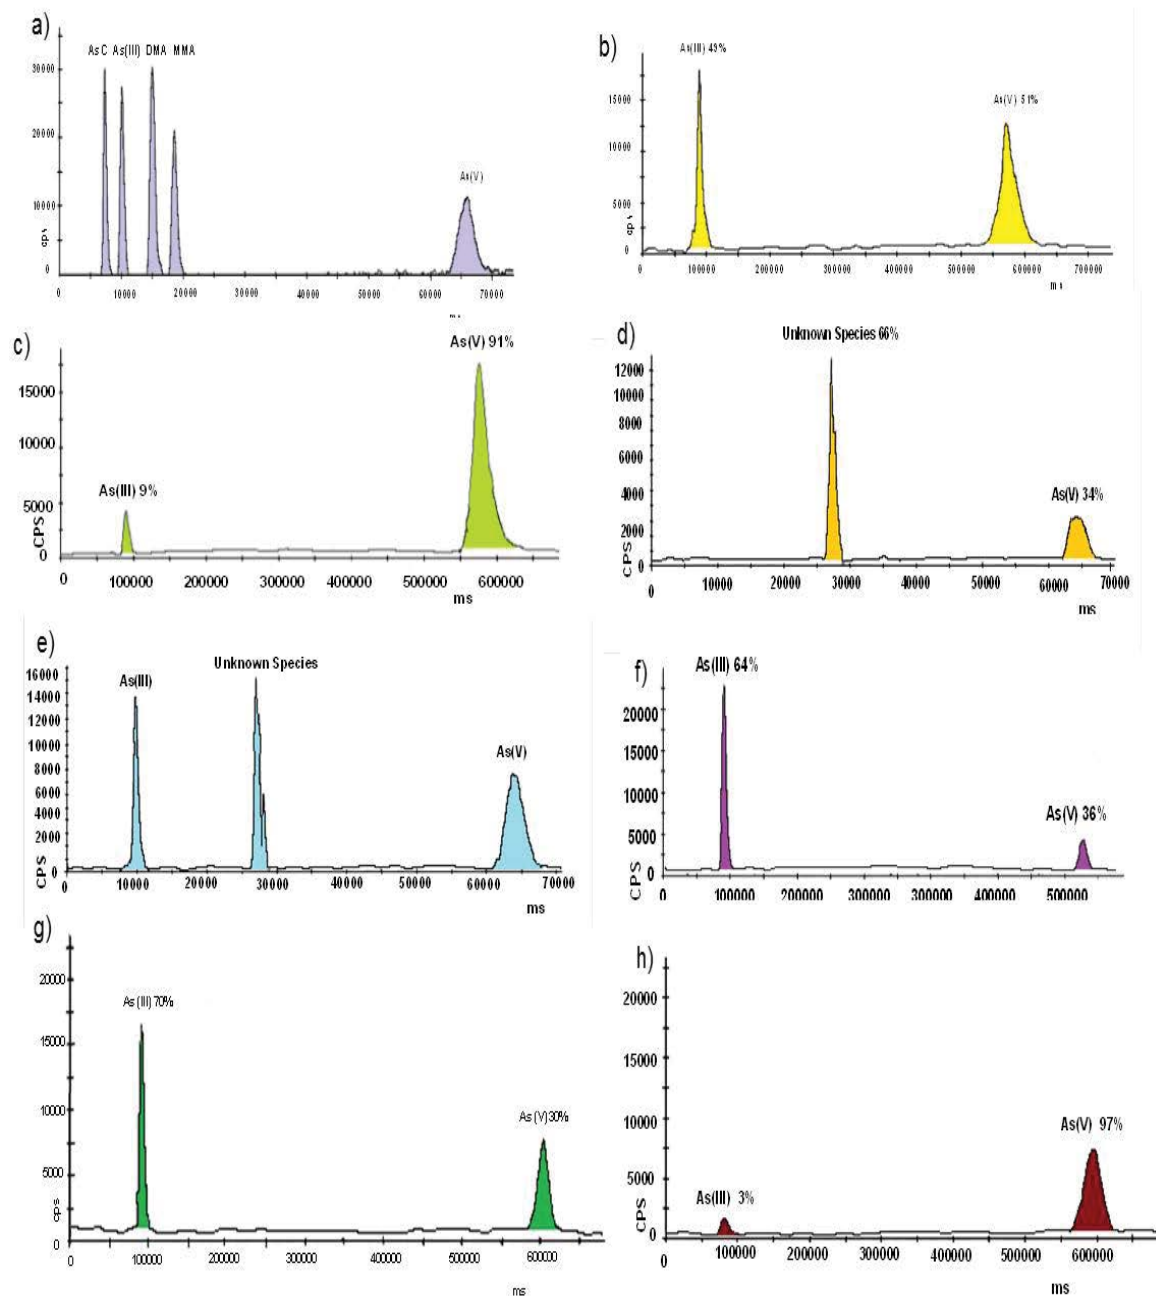 a)
As C As(III) DMA MMA
30000
20000
As(V)
10000
0
0 10000 20000 30000 40000 50000 60000 70000
b)
As(III) 49%
As(V) 51%
15000
10000
5000
0
0 100000 200000 300000 400000 500000 600000 700000
c)
As(V) 91%
15000
10000
As(III) 9%
5000
CPS
0
0 100000 200000 300000 400000 500000 600000
ms
d)
Unknown Species 66%
12000
10000
8000
6000
4000
As(V) 34%
2000
CPS
0
0 10000 20000 30000 40000 50000 60000 70000
ms
e)
Unknown Species
As(III)
16000
14000
12000
10000
As(V)
8000
6000
4000
2000
CPS
0
0 10000 20000 30000 40000 50000 60000 70000
ms
f)
As(III) 64%
20000
15000
10000
As(V) 36%
5000
CPS
0
0 100000 200000 300000 400000 500000
g)
20000
As (III) 70%
15000
10000
As (V)30%
5000
cps
0
0 100000 200000 300000 400000 500000 600000
ms
h)
20000
15000
10000
As(V) 97%
5000
As(III) 3%
CPS
0
100000 200000 300000 400000 500000 600000
ms